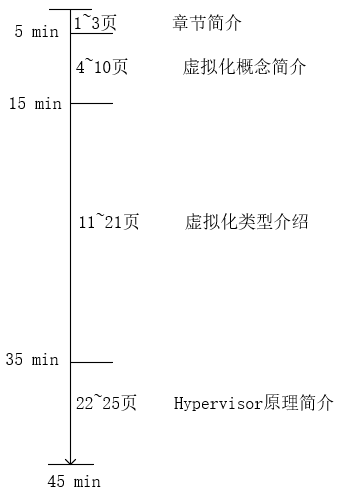 1~3页 章节简介
5 min
4~10页 虚拟化概念简介
15 min
11~21页 虚拟化类型介绍
35 min
22~25页 Hypervisor原理简介
45 min